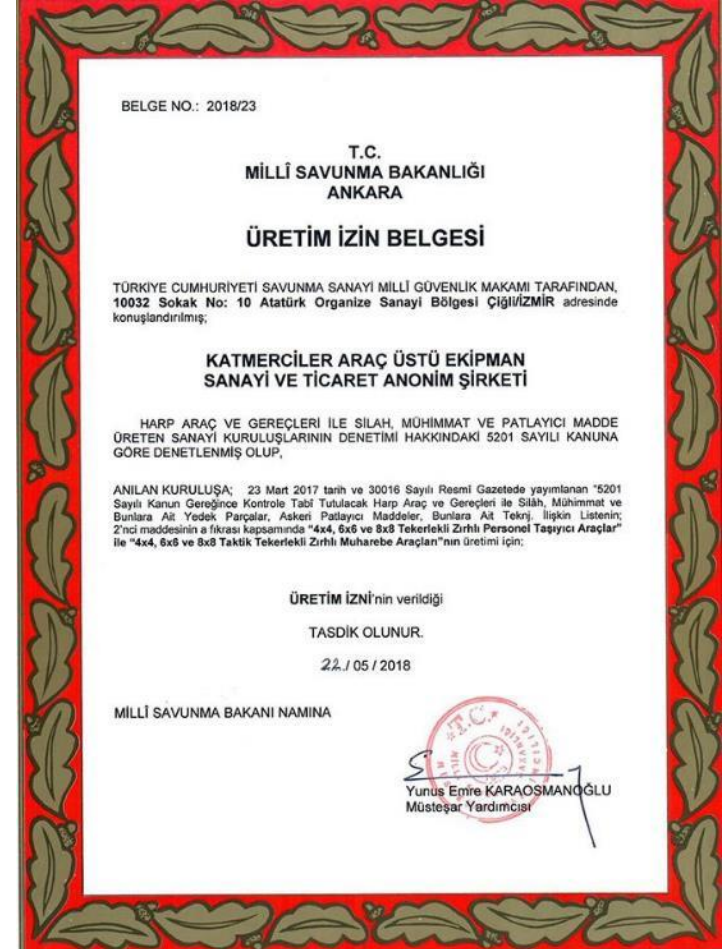 BELGE NO.: 2018/23
T.C.
MİLLÎ SAVUNMA BAKANLIĞI
ANKARA
ÜRETİM İZİN BELGESİ
TÜRKİYE CUMHURİYETİ SAVUNMA SANAYİ MİLLÎ GÜVENLİK MAKAMI TARAFINDAN,
10032 Sokak No: 10 Atatürk Organize Sanayi Bölgesi Çiğli/İZMİR adresinde
konuşlandırılmış;
KATMERCİLER ARAÇ ÜSTÜ EKİPMAN
SANAYİ VE TİCARET ANONİM ŞİRKETİ
HARP ARAÇ VE GEREÇLERİ İLE SİLAH, MÜHİMMAT VE PATLAYICI MADDE
ÜRETEN SANAYİ KURULUŞLARININ DENETİMİ HAKKINDAKİ 5201 SAYILI KANUNA
GÖRE DENETLENMİŞ OLUP,
ANILAN KURULUŞA; 23 Mart 2017 tarih ve 30016 Sayılı Resmî Gazetede yayımlanan "5201
Sayılı Kanun Gereğince Kontrole Tabî Tutulacak Harp Araç ve Gereçleri ile Silâh, Mühimmat ve
Bunlara Ait Yedek Parçalar, Askeri Patlayıcı Maddeler, Bunlara Ait Teknj. İlişkin Listenin;
2'nci maddesinin a fıkrası kapsamında "4x4, 6x6 ve 8x8 Tekerlekli Zırhlı Personel Taşıyıcı Araçlar"
ile "4x4, 6x6 ve 8x8 Taktik Tekerlekli Zırhlı Muharebe Araçları"nın üretimi için;
ÜRETİM İZNİ'nin verildiği
TASDİK OLUNUR.
22./ 05 / 2018
MİLLÎ SAVUNMA BAKANI NAMINA
T.C.
Yunus Emre KARAOSMANOĞLU
Müsteşar Yardımcısı